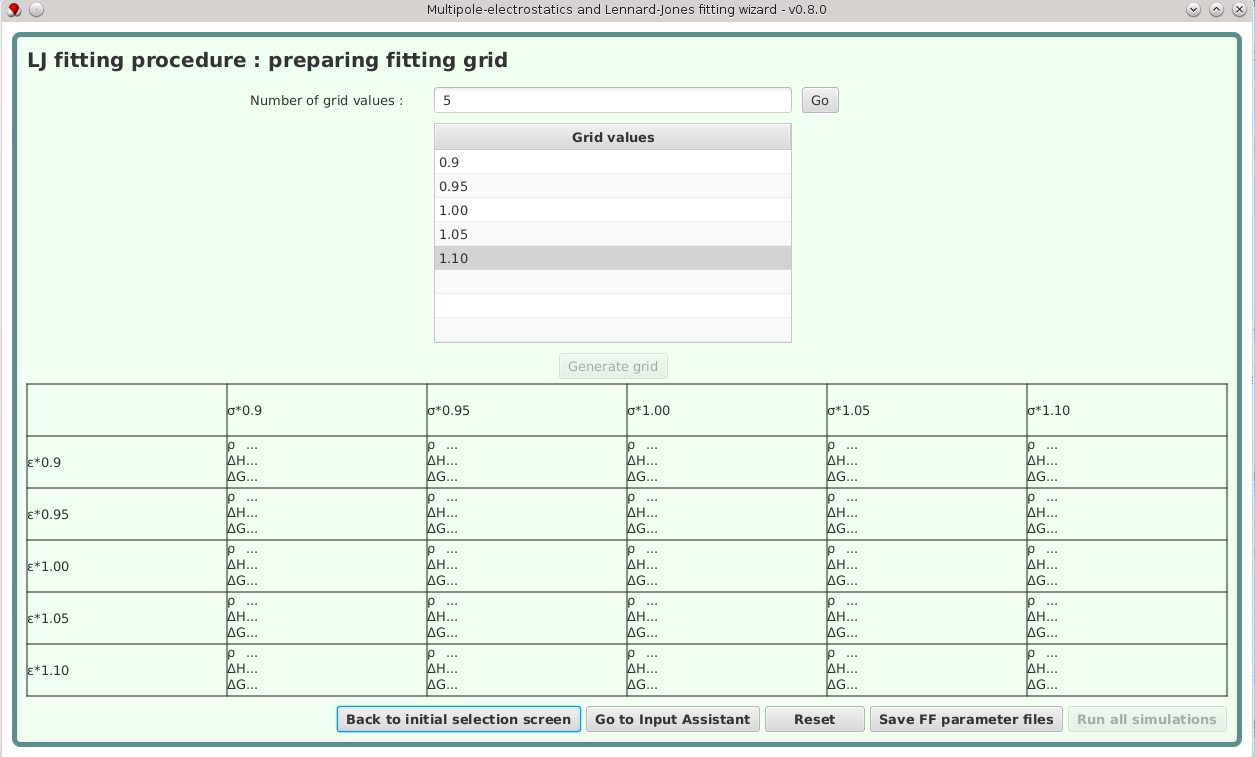 Multipole-electrostatics and Lennard-Jones fitting wizard - v0.8.0
LJ fitting procedure : preparing fitting grid
Number of grid values : 5 Go
Grid values
0.9
0.95
1.00
1.05
1.10
Generate grid
σ*0.9 σ*0.95 σ*1.00 σ*1.05 σ*1.10
ε*0.9
ρ ... ρ ... ρ ... ρ ... ρ ...
ΔH... ΔH... ΔH... ΔH... ΔH...
ΔG... ΔG... ΔG... ΔG... ΔG...
ε*0.95
ρ ... ρ ... ρ ... ρ ... ρ ...
ΔH... ΔH... ΔH... ΔH... ΔH...
ΔG... ΔG... ΔG... ΔG... ΔG...
ε*1.00
ρ ... ρ ... ρ ... ρ ... ρ ...
ΔH... ΔH... ΔH... ΔH... ΔH...
ΔG... ΔG... ΔG... ΔG... ΔG...
ε*1.05
ρ ... ρ ... ρ ... ρ ... ρ ...
ΔH... ΔH... ΔH... ΔH... ΔH...
ΔG... ΔG... ΔG... ΔG... ΔG...
ε*1.10
ρ ... ρ ... ρ ... ρ ... ρ ...
ΔH... ΔH... ΔH... ΔH... ΔH...
ΔG... ΔG... ΔG... ΔG... ΔG...
Back to initial selection screen Go to Input Assistant Reset Save FF parameter files Run all simulations